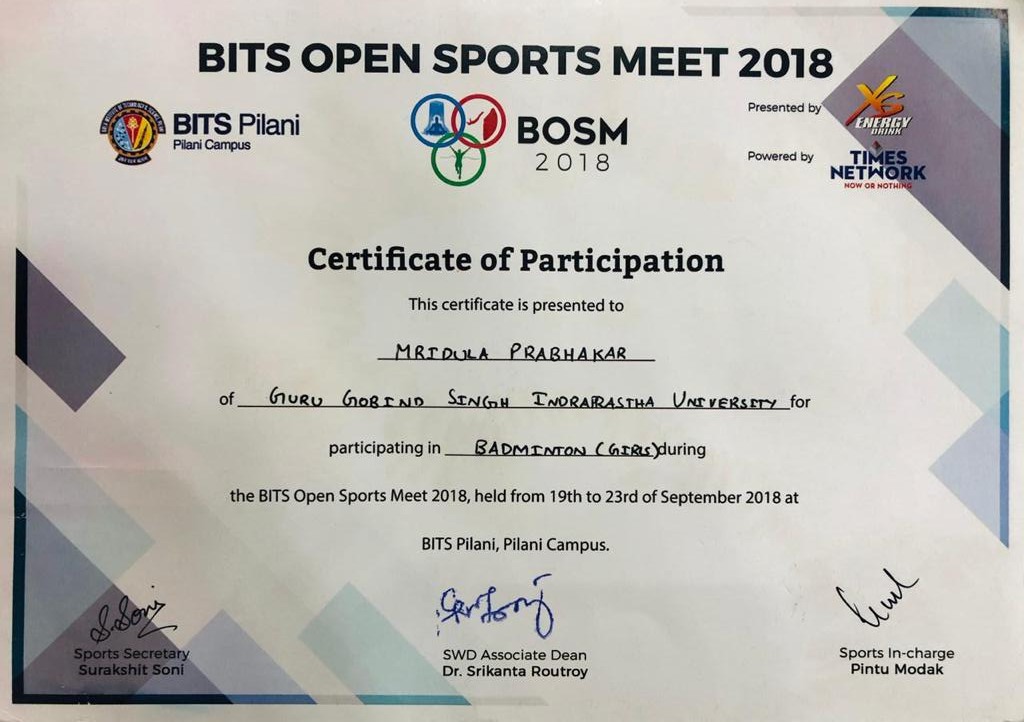 BITS OPEN SPORTS MEET 2018
BITS Pilani
Pilani Campus
BOSM
2018
Presented by
XG
ENERGY
DRINK
Powered by
TIMES
NETWORK
NOW OR NOTHING
Certificate of Participation
This certificate is presented to
MRIDULA PRABHAKAR
of GURU GOBIND SINGH INDRAPRASTHA UNIVERSITY for
participating in BADMINTON (GIRLS) during
the BITS Open Sports Meet 2018, held from 19th to 23rd of September 2018 at
BITS Pilani, Pilani Campus.
S. Soni
Sports Secretary
Surakshit Soni
SWD Associate Dean
Dr. Srikanta Routroy
Sports In-charge
Pintu Modak